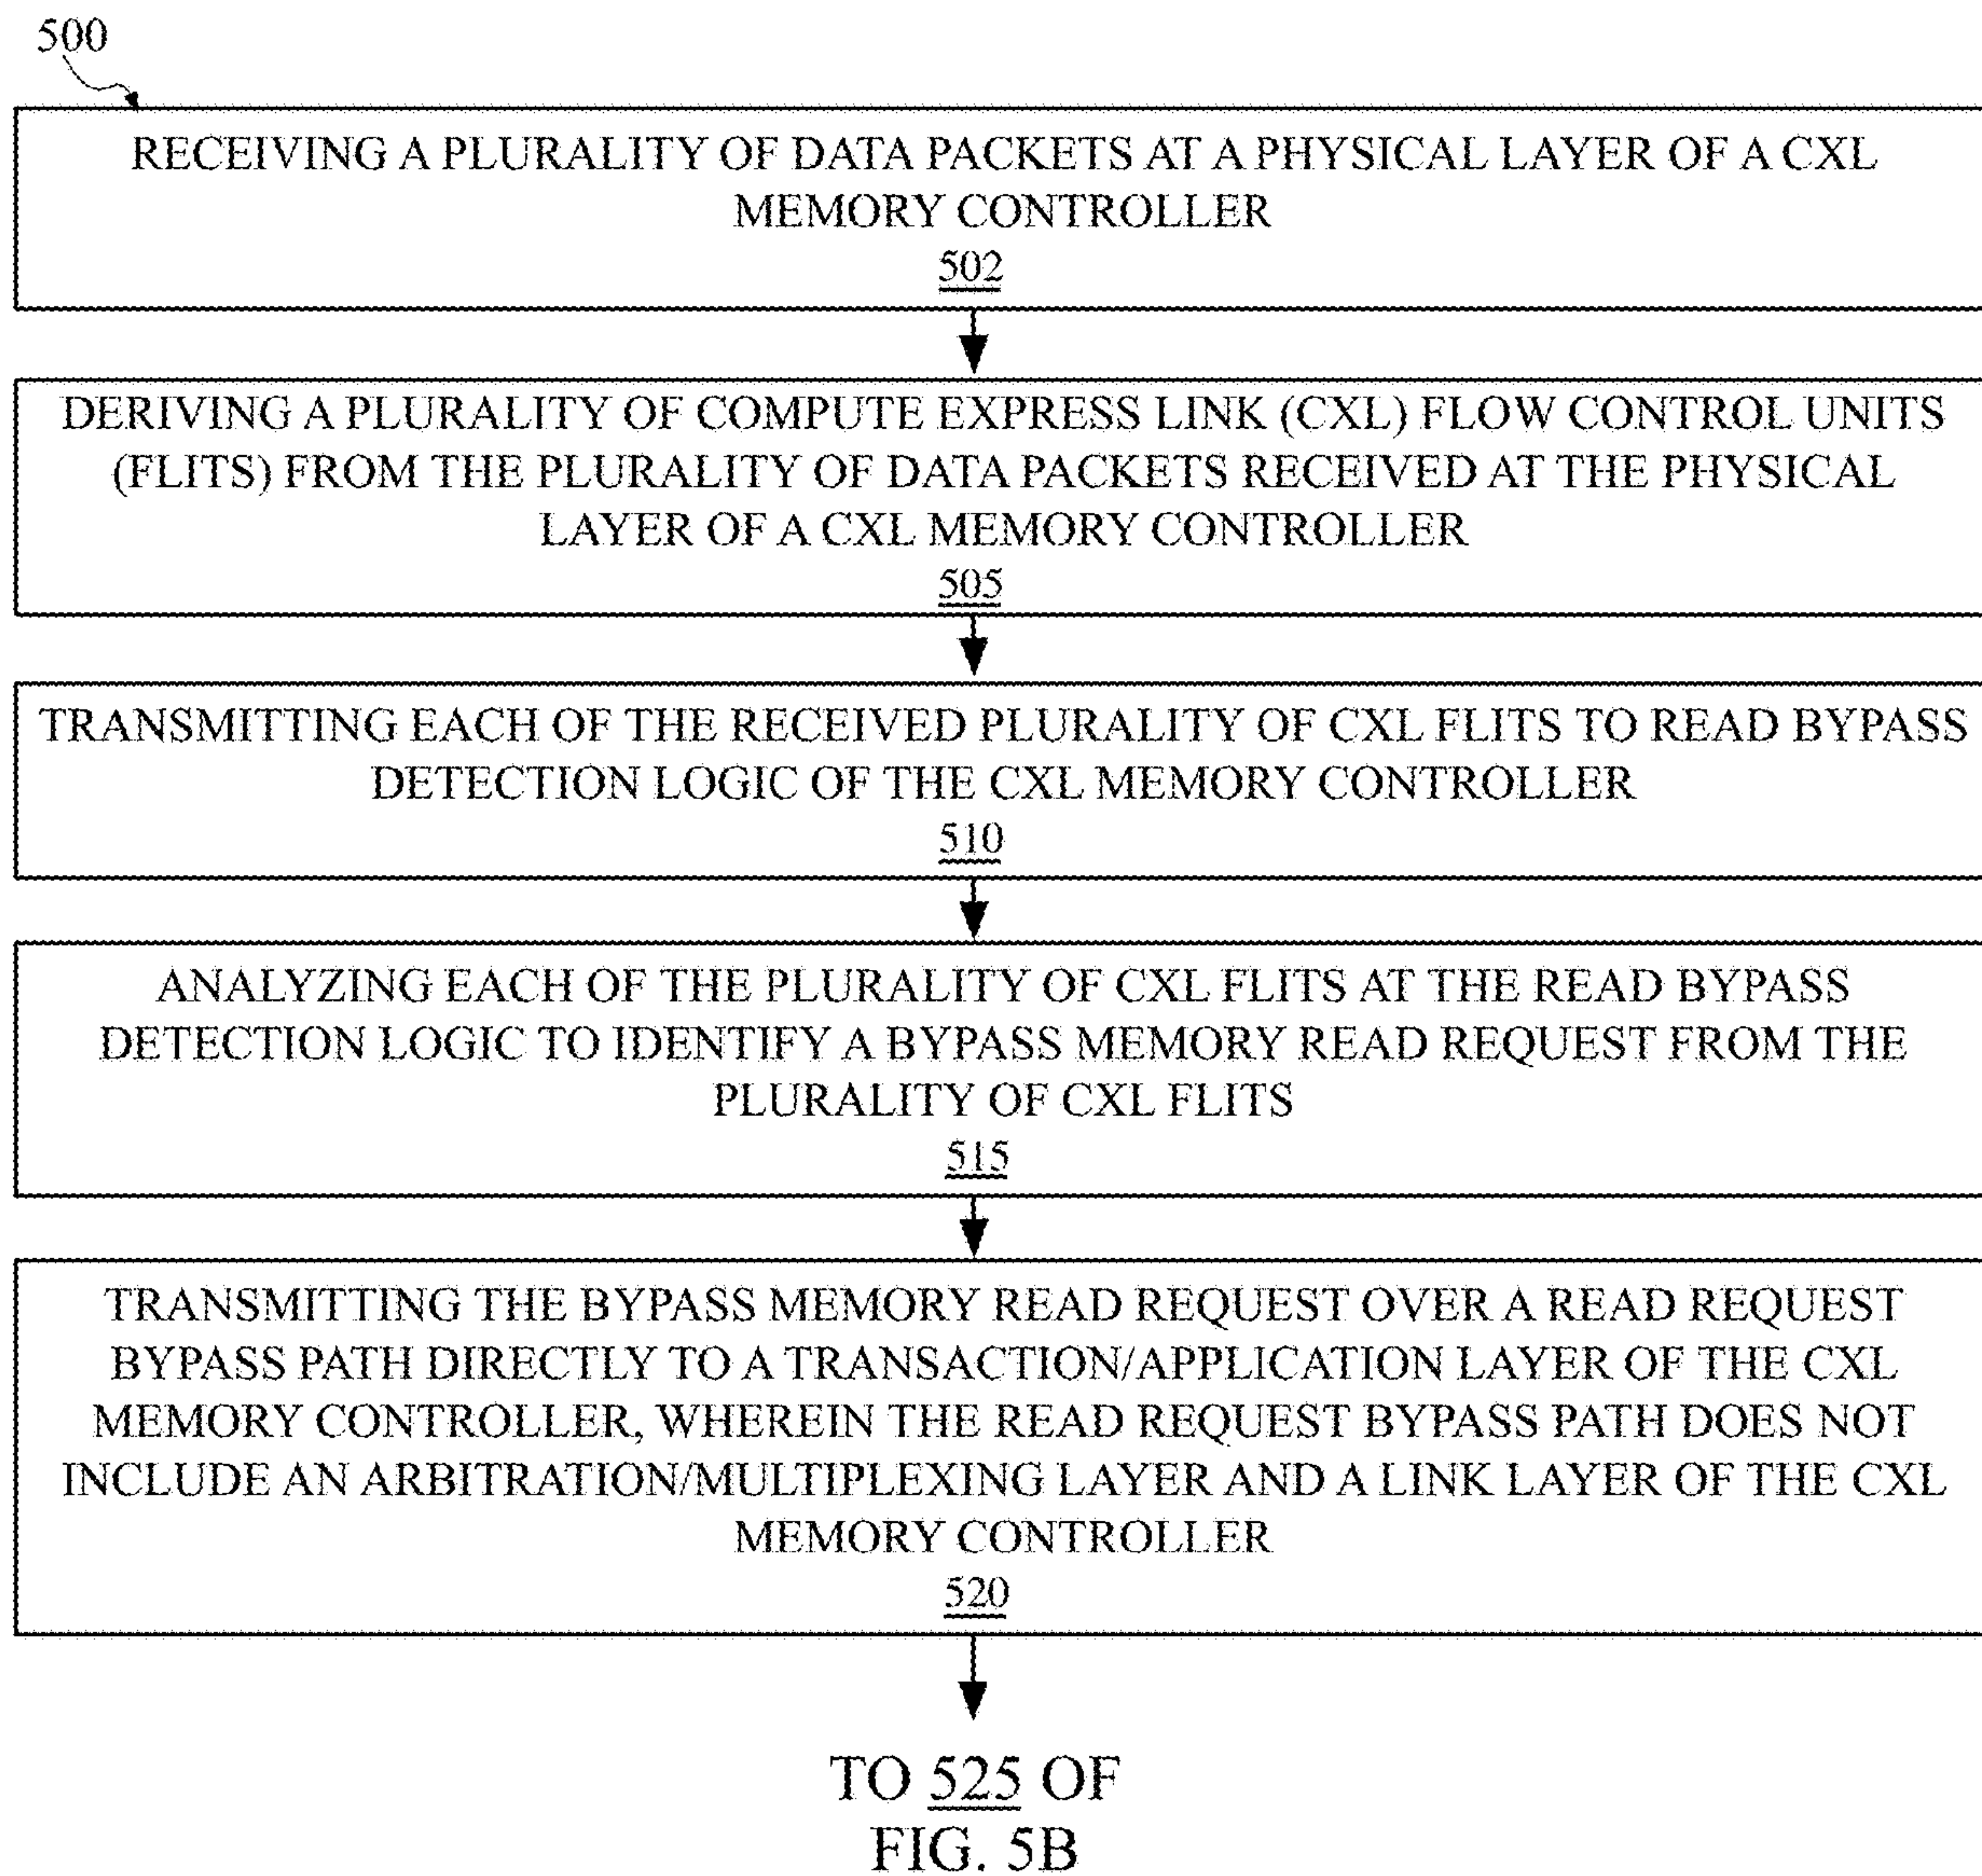 500
RECEIVING A PLURALITY OF DATA PACKETS AT A PHYSICAL LAYER OF A CXL
MEMORY CONTROLLER
502
DERIVING A PLURALITY OF COMPUTE EXPRESS LINK (CXL) FLOW CONTROL UNITS
(FLITS) FROM THE PLURALITY OF DATA PACKETS RECEIVED AT THE PHYSICAL
LAYER OF A CXL MEMORY CONTROLLER
505
TRANSMITTING EACH OF THE RECEIVED PLURALITY OF CXL FLITS TO READ BYPASS
DETECTION LOGIC OF THE CXL MEMORY CONTROLLER
510
ANALYZING EACH OF THE PLURALITY OF CXL FLITS AT THE READ BYPASS
DETECTION LOGIC TO IDENTIFY A BYPASS MEMORY READ REQUEST FROM THE
PLURALITY OF CXL FLITS
515
TRANSMITTING THE BYPASS MEMORY READ REQUEST OVER A READ REQUEST
BYPASS PATH DIRECTLY TO A TRANSACTION/APPLICATION LAYER OF THE CXL
MEMORY CONTROLLER, WHEREIN THE READ REQUEST BYPASS PATH DOES NOT
INCLUDE AN ARBITRATION/MULTIPLEXING LAYER AND A LINK LAYER OF THE CXL
MEMORY CONTROLLER
520
TO 525 OF
FIG. 5B